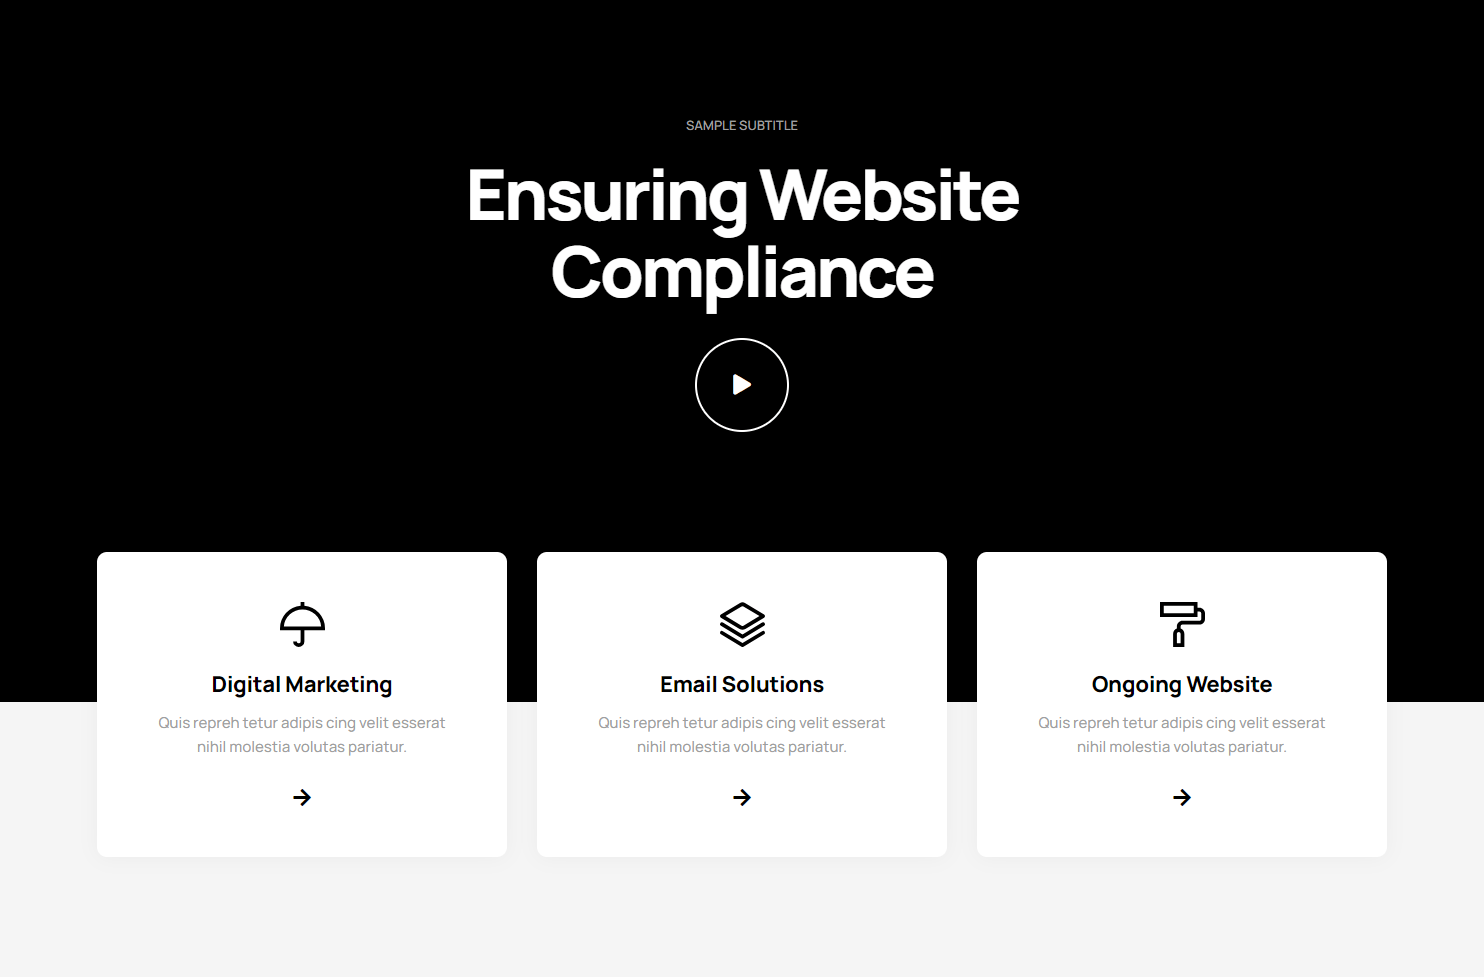 SAMPLE SUBTITLE
Ensuring Website
Compliance
Digital Marketing
Quis repreh tetur adipis cing velit esserat
nihil molestia volutas pariatur.
Email Solutions
Quis repreh tetur adipis cing velit esserat
nihil molestia volutas pariatur.
Ongoing Website
Quis repreh tetur adipis cing velit esserat
nihil molestia volutas pariatur.